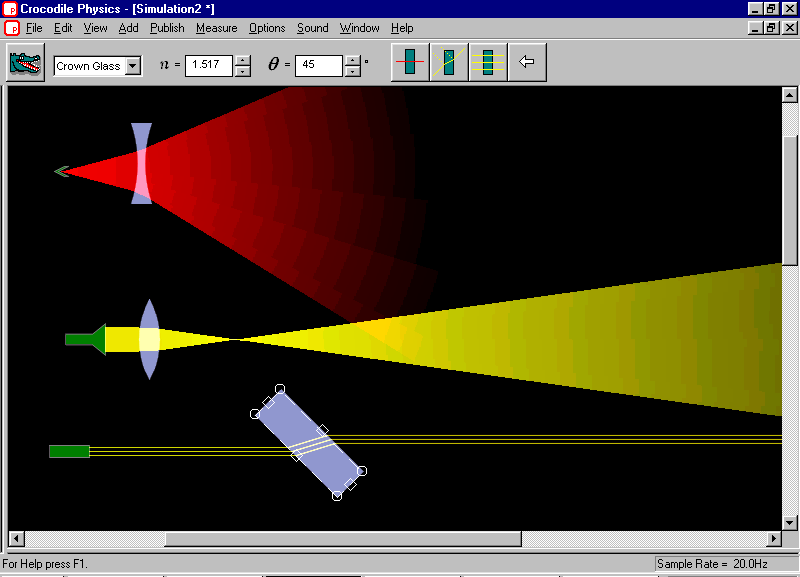 Crocodile Physics - [Simulation2 *]
File Edit View Add Publish Measure Options Sound Window Help
Crown Glass n = 1.517 θ = 45 °
For Help press F1.
Sample Rate = 20.0Hz